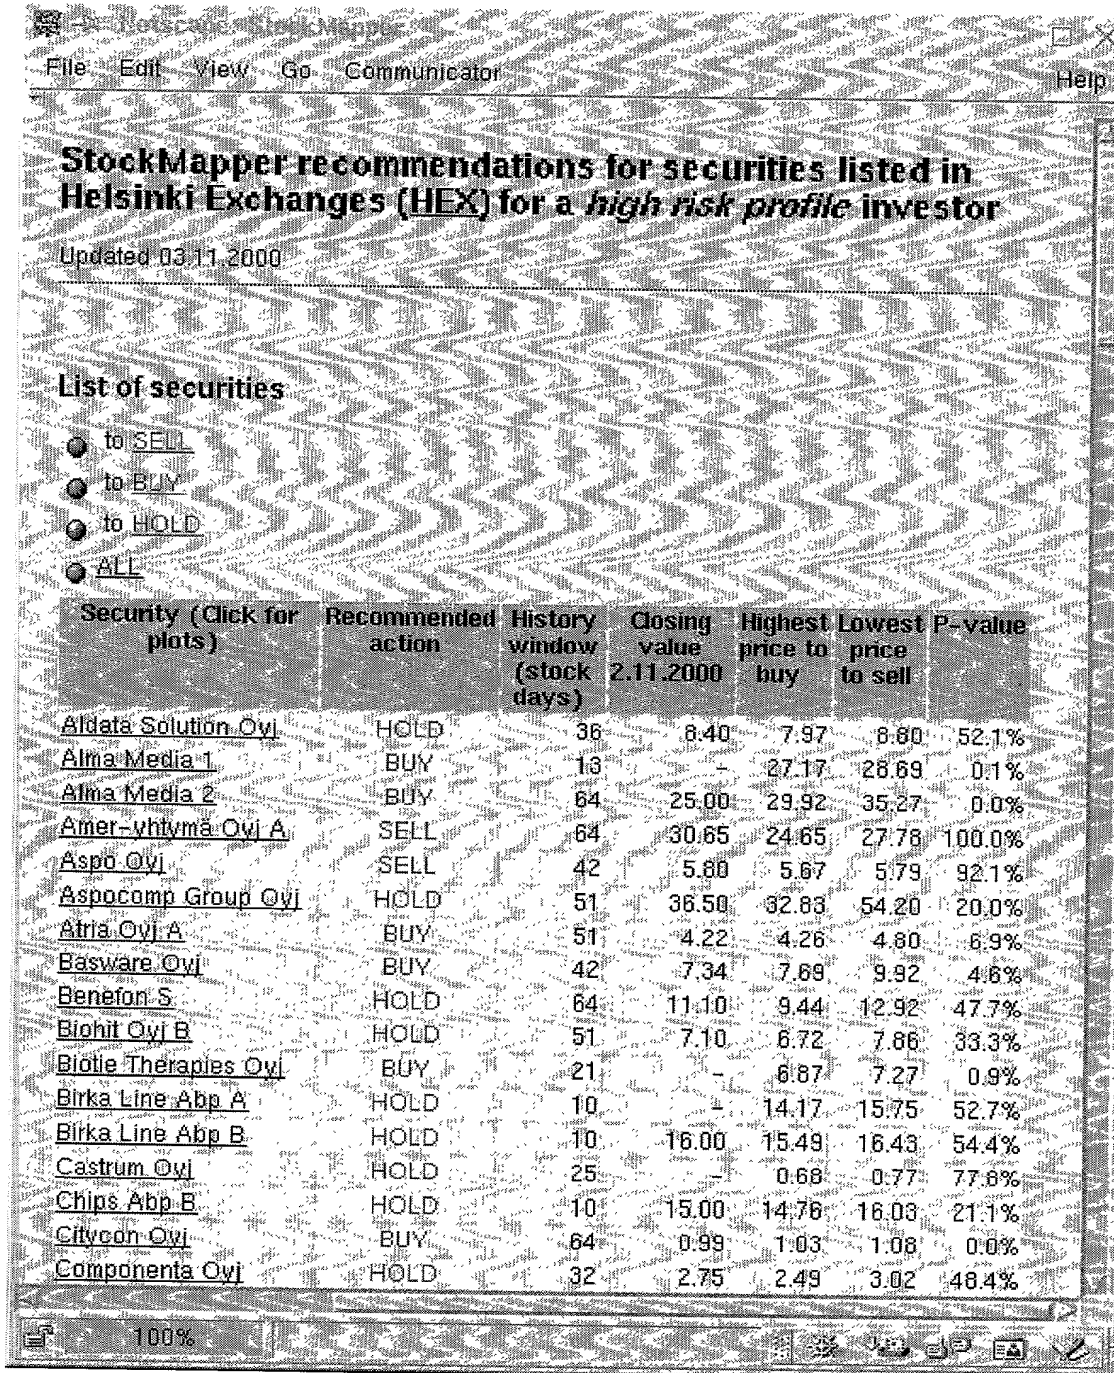 Netscape: StockMapper
File Edit View Go Communicator Help
StockMapper recommendations for securities listed in
Helsinki Exchanges (HEX) for a high risk profile investor
Updated 03.11.2000
List of securities
to SELL
to BUY
to HOLD
ALL
Security (Click for plots) Recommended action History window (stock days) Closing value 2.11.2000 Highest price to buy Lowest price to sell P-value
Aldata Solution Oyj HOLD 36 8.40 7.97 8.80 52.1%
Alma Media 1 BUY 13 - 27.17 28.69 0.1%
Alma Media 2 BUY 64 25.00 29.92 35.27 0.0%
Amer-yhtymä Oyj A SELL 64 30.65 24.65 27.78 100.0%
Aspo Oyj SELL 42 5.80 5.67 5.79 92.1%
Aspocomp Group Oyj HOLD 51 36.50 32.83 54.20 20.0%
Atria Oyj A BUY 51 4.22 4.26 4.80 6.9%
Basware Oyj BUY 42 7.34 7.69 9.92 4.6%
Benefon S HOLD 64 11.10 9.44 12.92 47.7%
Biohit Oyj B HOLD 51 7.10 6.72 7.86 33.3%
Biotie Therapies Oyj BUY 21 - 6.87 7.27 0.9%
Birka Line Abp A HOLD 10 - 14.17 15.75 52.7%
Birka Line Abp B HOLD 10 16.00 15.49 16.43 54.4%
Castrum Oyj HOLD 25 - 0.68 0.77 77.8%
Chips Abp B HOLD 10 15.00 14.76 16.03 21.1%
Citycon Oyj BUY 64 0.99 1.03 1.08 0.0%
Componenta Oyj HOLD 32 2.75 2.49 3.02 48.4%
100%